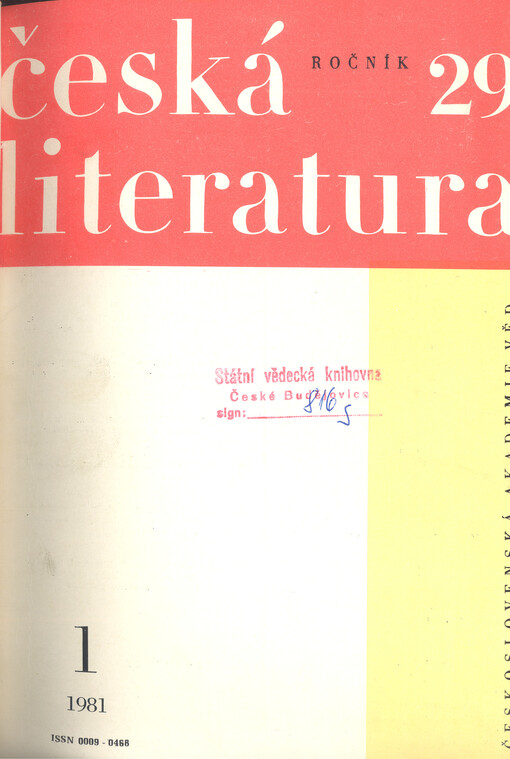 česká ROČNÍK 29
literatura
Státní vědecká knihovna
České Budějovice
sign: 816
ČESKOSLOVENSKÁ AKADEMIE VĚD
1
1981
ISSN 0009 - 0468